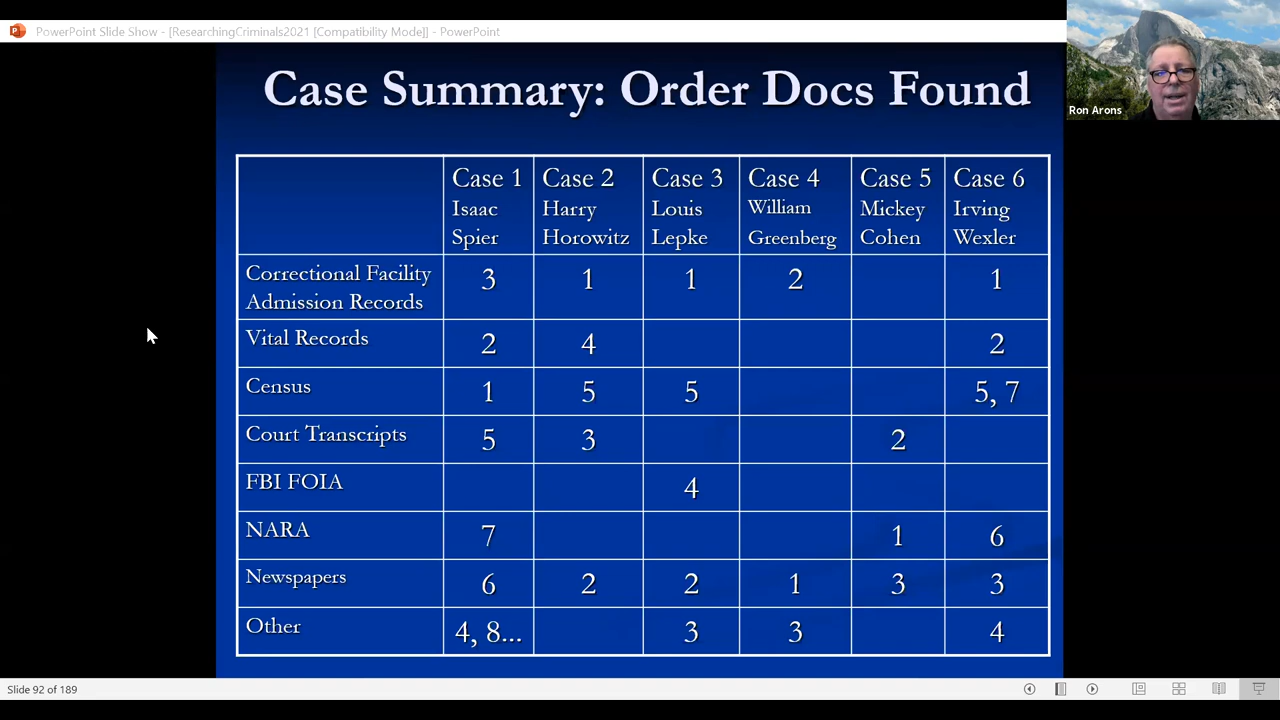 PowerPoint Slide Show - [ResearchingCriminals2021 [Compatibility Mode]] - PowerPoint
Ron Arons
Case Summary: Order Docs Found
Case 1 Case 2 Case 3 Case 4 Case 5 Case 6
Isaac Harry Louis William Mickey Irving
Spier Horowitz Lepke Greenberg Cohen Wexler
Correctional Facility
Admission Records 3 1 1 2 1
Vital Records 2 4 2
Census 1 5 5 5, 7
Court Transcripts 5 3 2
FBI FOIA 4
NARA 7 1 6
Newspapers 6 2 2 1 3 3
Other 4, 8... 3 3 4
Slide 92 of 189